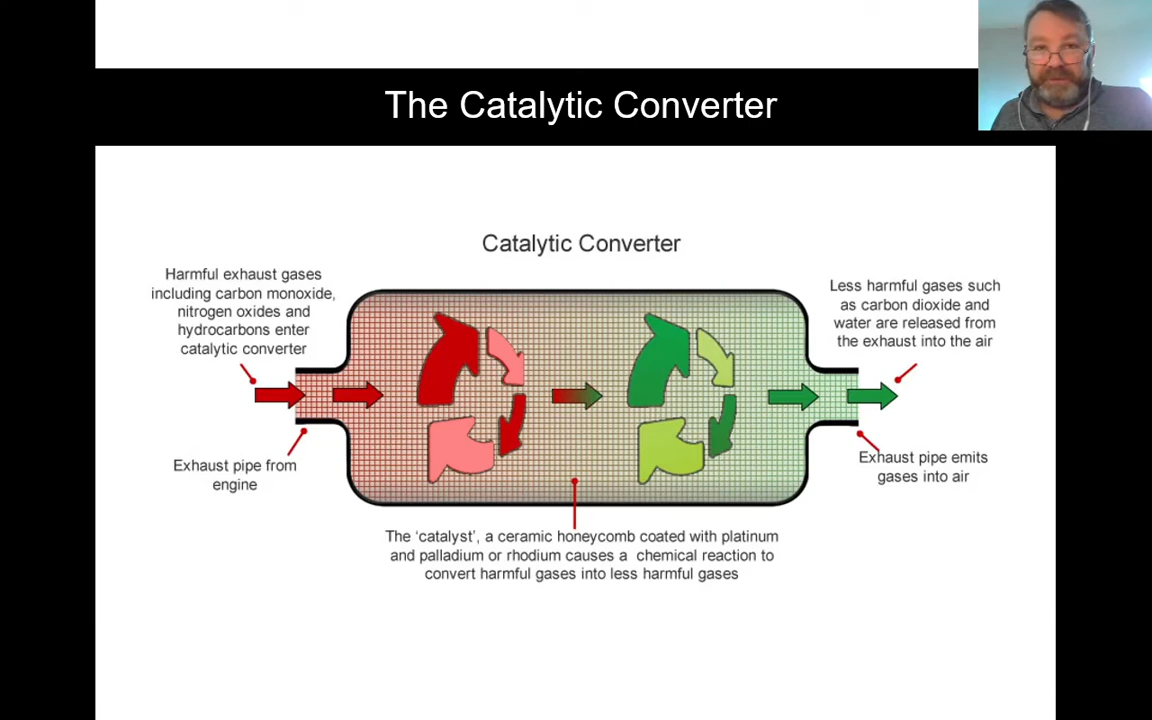 The Catalytic Converter
Catalytic Converter
Harmful exhaust gases
including carbon monoxide,
nitrogen oxides and
hydrocarbons enter
catalytic converter
Less harmful gases such
as carbon dioxide and
water are released from
the exhaust into the air
Exhaust pipe from
engine
Exhaust pipe emits
gases into air
The ‘catalyst’, a ceramic honeycomb coated with platinum
and palladium or rhodium causes a chemical reaction to
convert harmful gases into less harmful gases